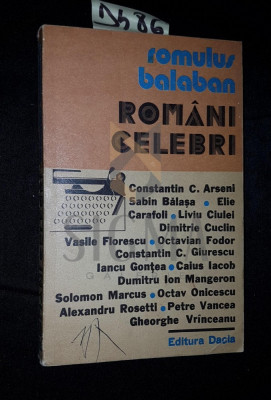 romulus
balaban
ROMÂNI
CELEBRI
Constantin C. Arseni
Sabin Bălașa • Elie
Carafoli • Liviu Ciulei
Dimitrie Cuclin
Vasile Florescu • Octavian Fodor
Constantin C. Giurescu
Iancu Gonțea • Caius Iacob
Dumitru Ion Mangeron
Solomon Marcus • Octav Onicescu
Alexandru Rosetti • Petre Vancea
Gheorghe Vrînceanu
Editura Dacia